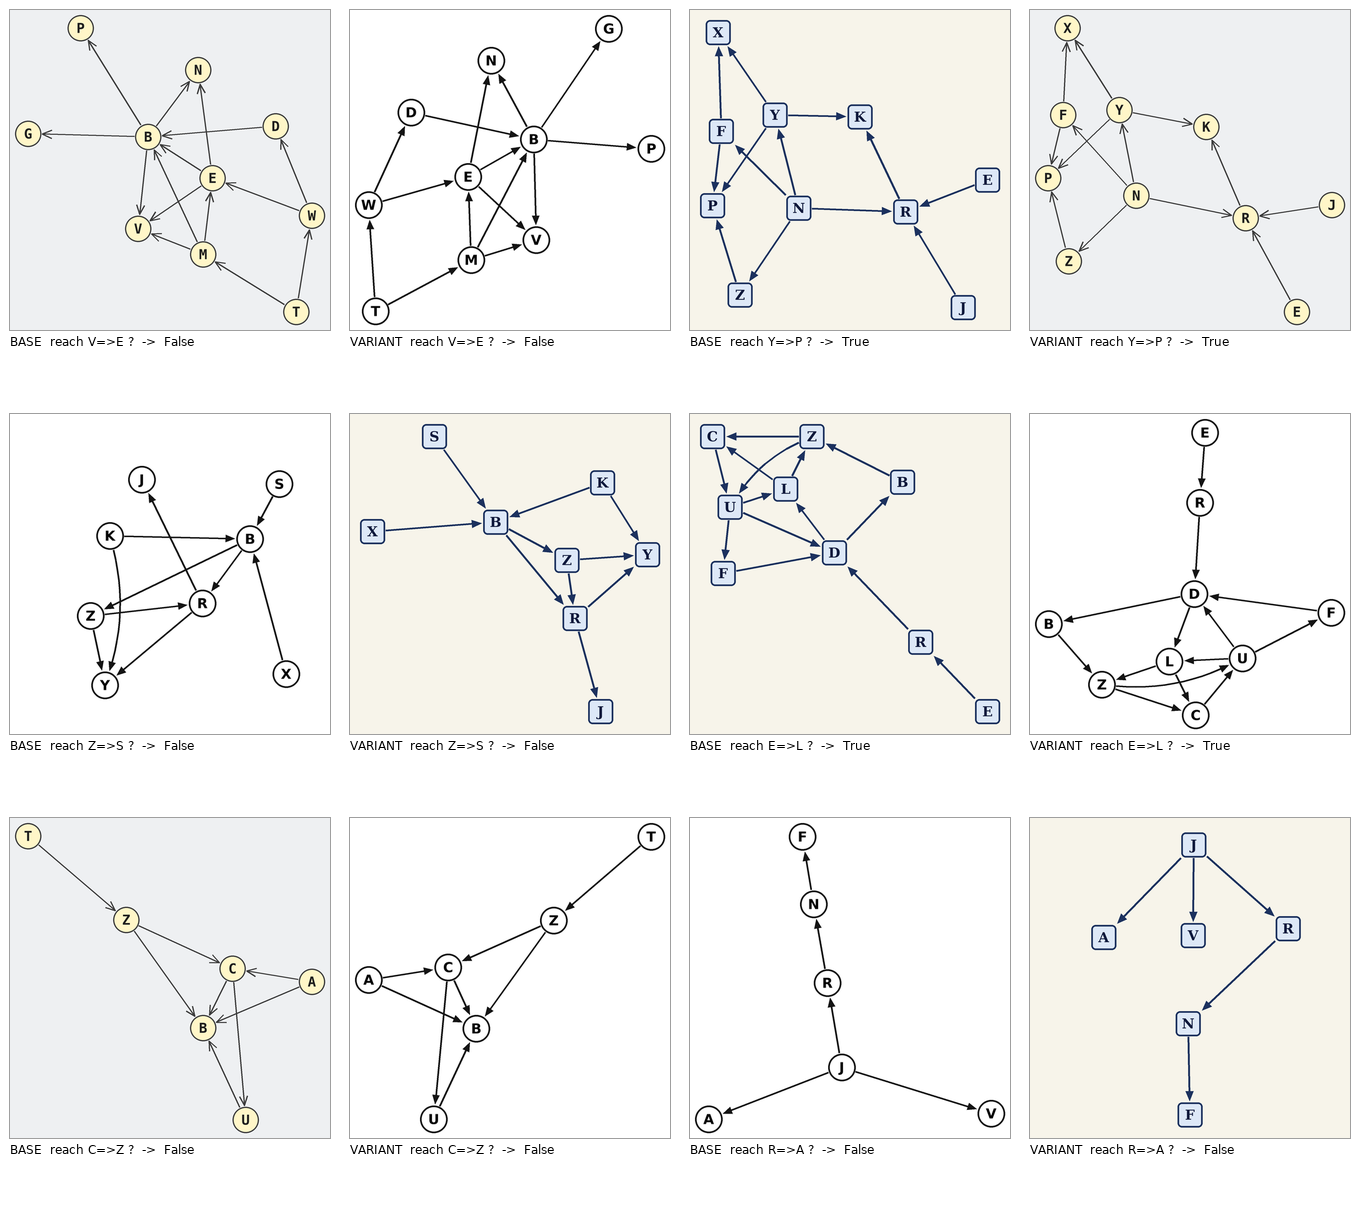 P
G
N
N
D
D
B
G
B
E
E
P
W
W
V
V
M
M
T
T
X
X
Y
K
F
Y
F
K
E
P
P
N
R
N
J
R
Z
Z
J
E
BASE reach V=>E ? -> False
VARIANT reach V=>E ? -> False
BASE reach Y=>P ? -> True
VARIANT reach Y=>P ? -> True
J
S
K
B
Z
R
X
Y
S
K
X
B
Z
Y
R
J
C
Z
L
B
U
D
F
R
E
E
R
D
B
F
L
U
Z
C
BASE reach Z=>S ? -> False
VARIANT reach Z=>S ? -> False
BASE reach E=>L ? -> True
VARIANT reach E=>L ? -> True
T
Z
C
A
B
U
T
Z
C
A
B
U
F
N
R
J
A
V
J
A
V
R
N
F
BASE reach C=>Z ? -> False
VARIANT reach C=>Z ? -> False
BASE reach R=>A ? -> False
VARIANT reach R=>A ? -> False